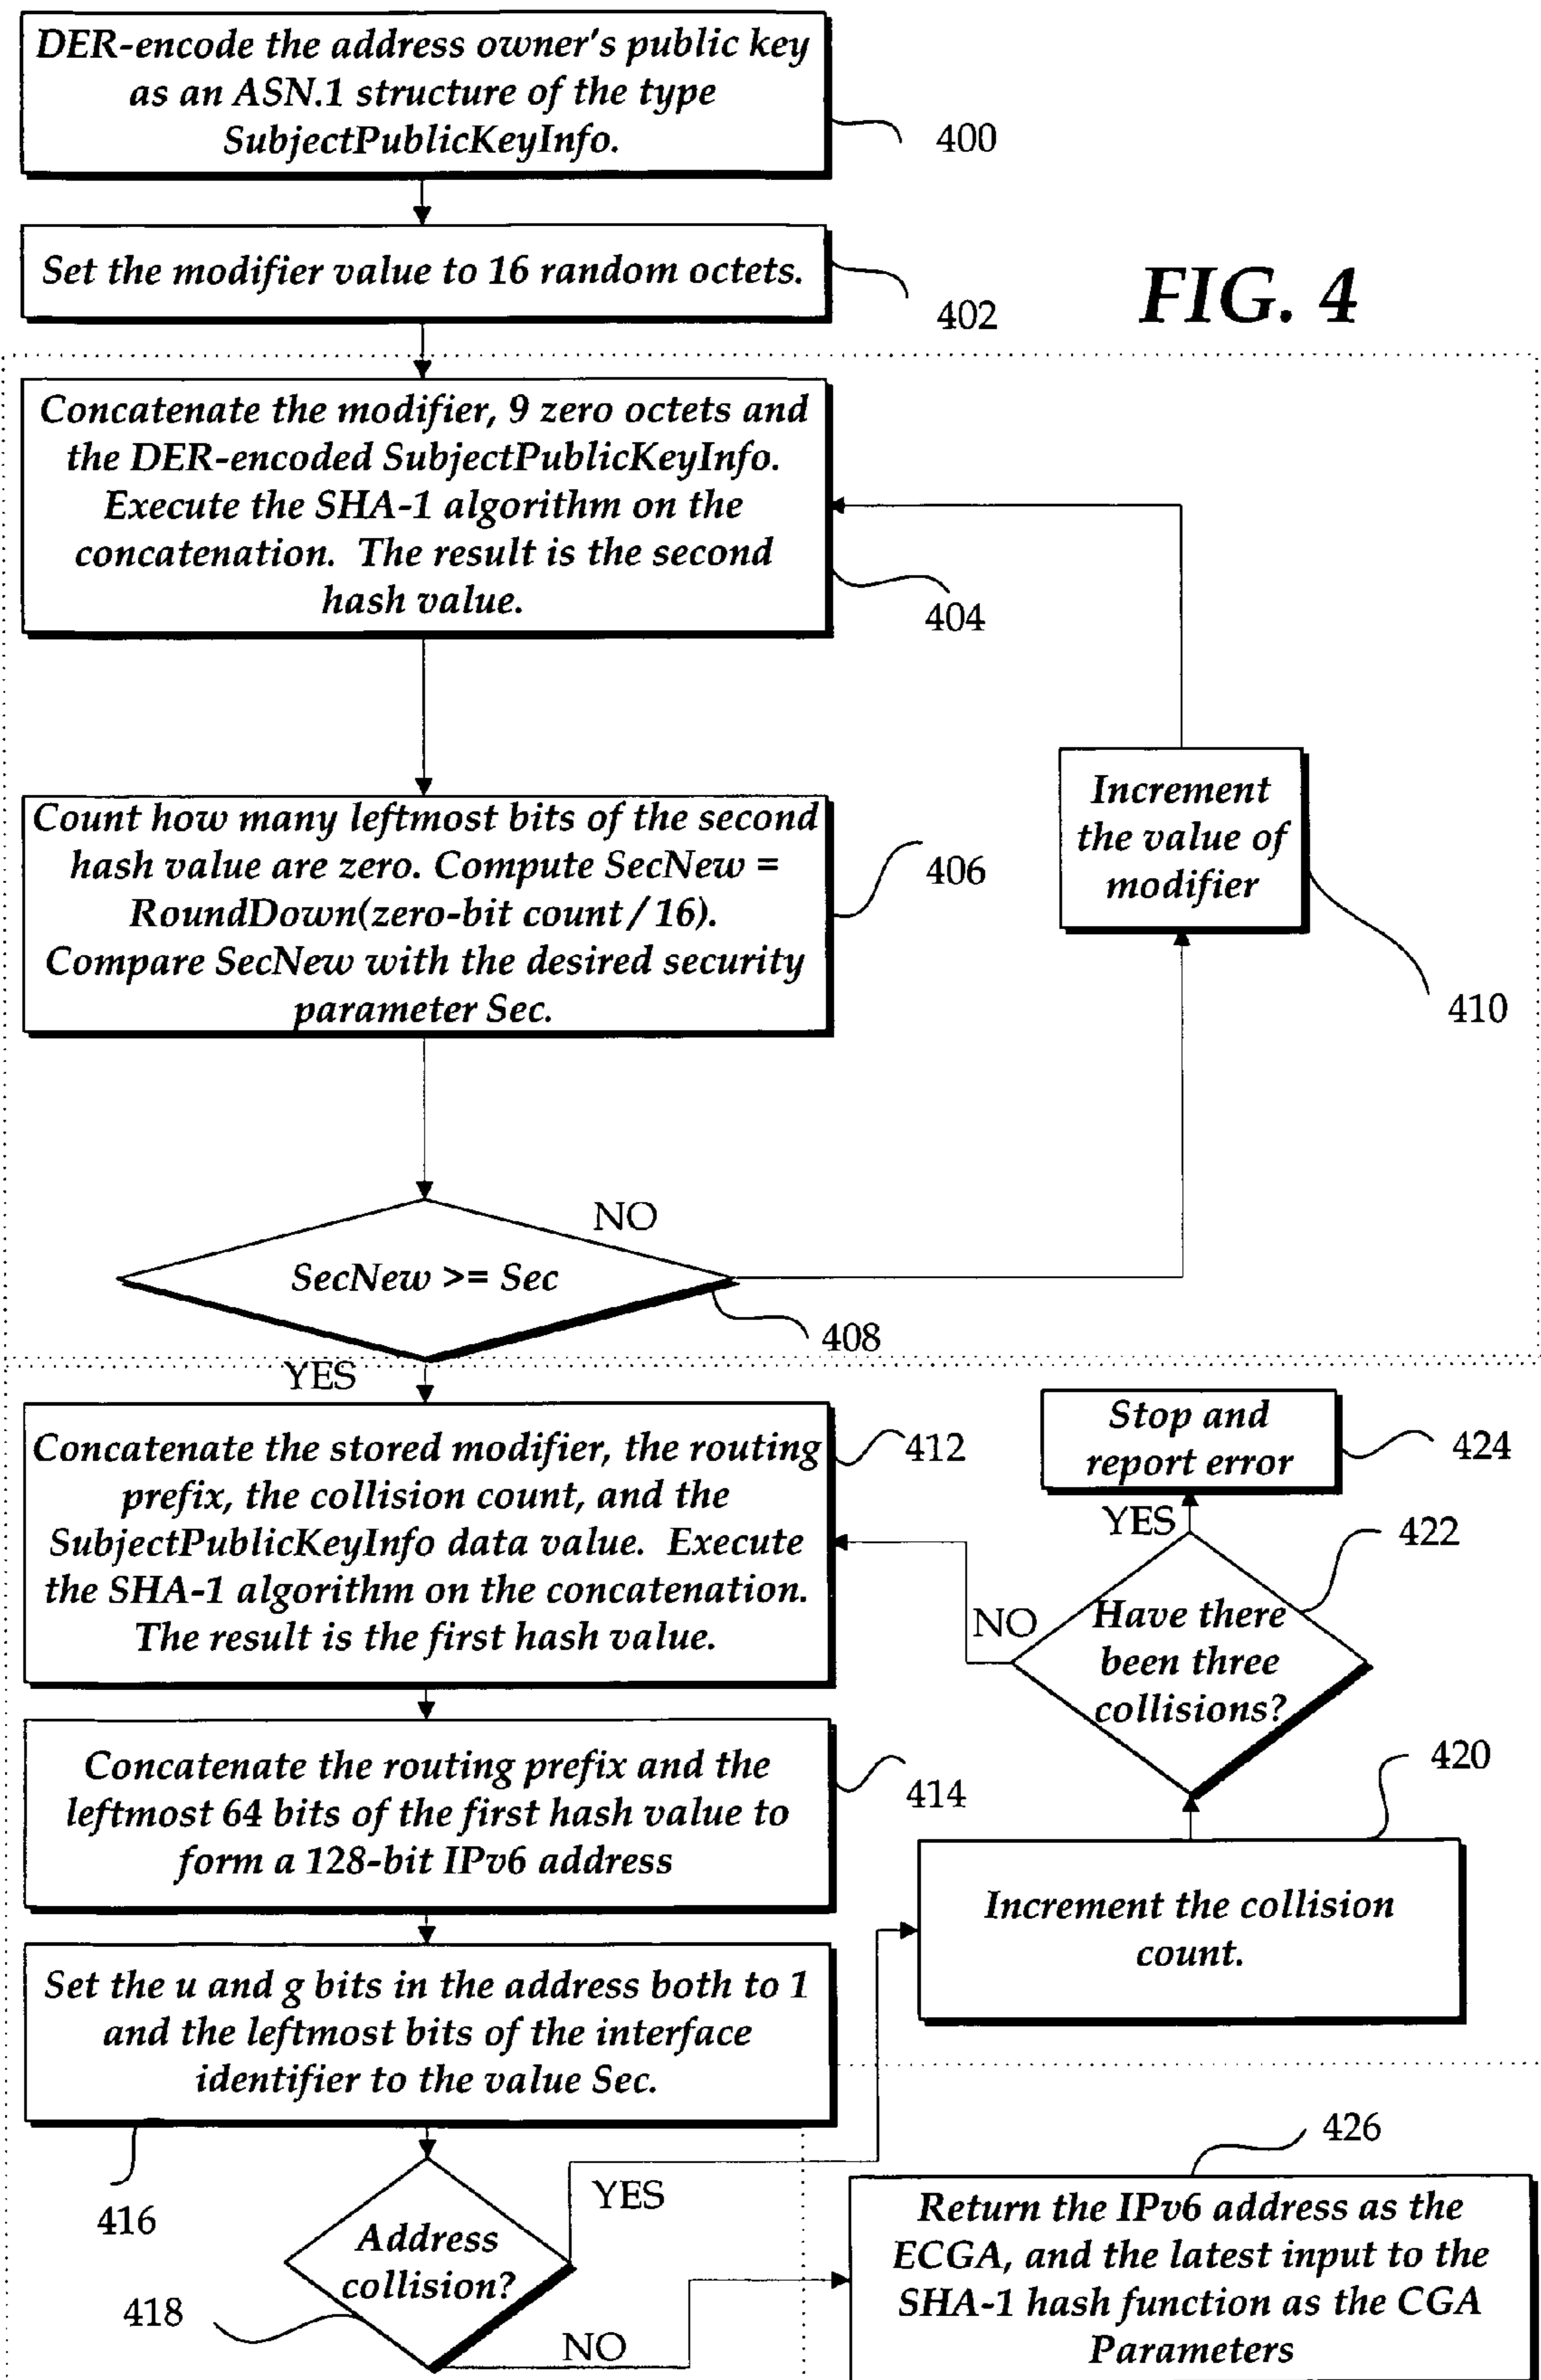 DER-encode the address owner's public key
as an ASN.1 structure of the type
SubjectPublicKeyInfo.
400
Set the modifier value to 16 random octets.
402
FIG. 4
Concatenate the modifier, 9 zero octets and
the DER-encoded SubjectPublicKeyInfo.
Execute the SHA-1 algorithm on the
concatenation. The result is the second
hash value.
404
Count how many leftmost bits of the second
hash value are zero. Compute SecNew =
RoundDown(zero-bit count/16).
Compare SecNew with the desired security
parameter Sec.
406
Increment
the value of
modifier
410
NO
SecNew >= Sec
408
YES
Concatenate the stored modifier, the routing
prefix, the collision count, and the
SubjectPublicKeyInfo data value. Execute
the SHA-1 algorithm on the concatenation.
The result is the first hash value.
412
Stop and
report error
424
YES
422
NO
Have there
been three
collisions?
Concatenate the routing prefix and the
leftmost 64 bits of the first hash value to
form a 128-bit IPv6 address
414
420
Increment the collision
count.
Set the u and g bits in the address both to 1
and the leftmost bits of the interface
identifier to the value Sec.
416
YES
Address
collision?
418
NO
426
Return the IPv6 address as the
ECGA, and the latest input to the
SHA-1 hash function as the CGA
Parameters